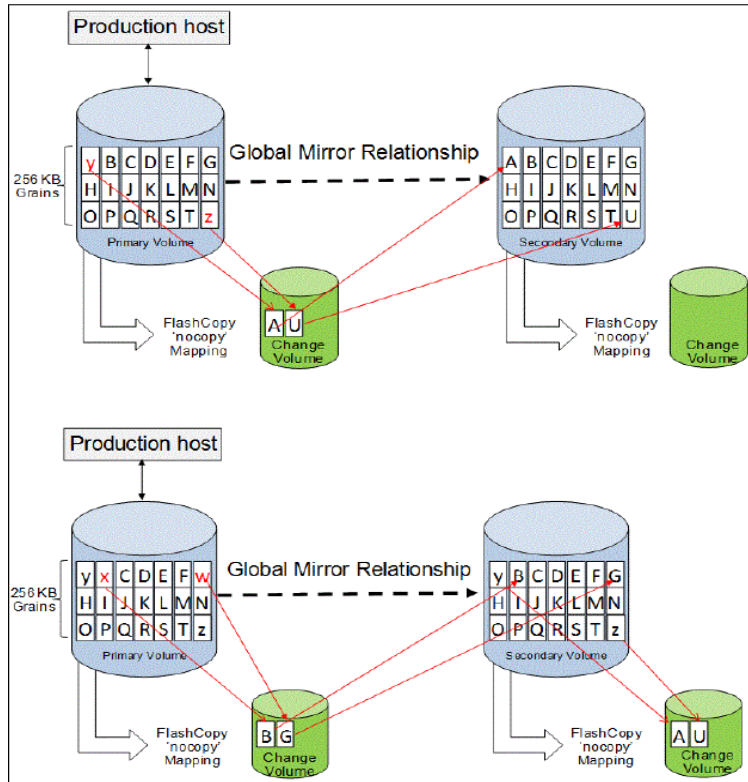 Production host
y B C D E F G
H I J K L M N
O P Q R S T z
256 KB
Grains
Primary Volume
Global Mirror Relationship
A B C D E F G
H I J K L M N
O P Q R S T U
Secondary Volume
FlashCopy
'nocopy'
Mapping
A U
Change
Volume
FlashCopy
'nocopy'
Mapping
Change
Volume
Production host
y x C D E F w
H I J K L M N
O P Q R S T z
256 KB
Grains
Primary Volume
Global Mirror Relationship
y B C D E F G
H I J K L M N
O P Q R S T z
Secondary Volume
FlashCopy
'nocopy'
Mapping
B G
Change
Volume
FlashCopy
'nocopy'
Mapping
A U
Change
Volume